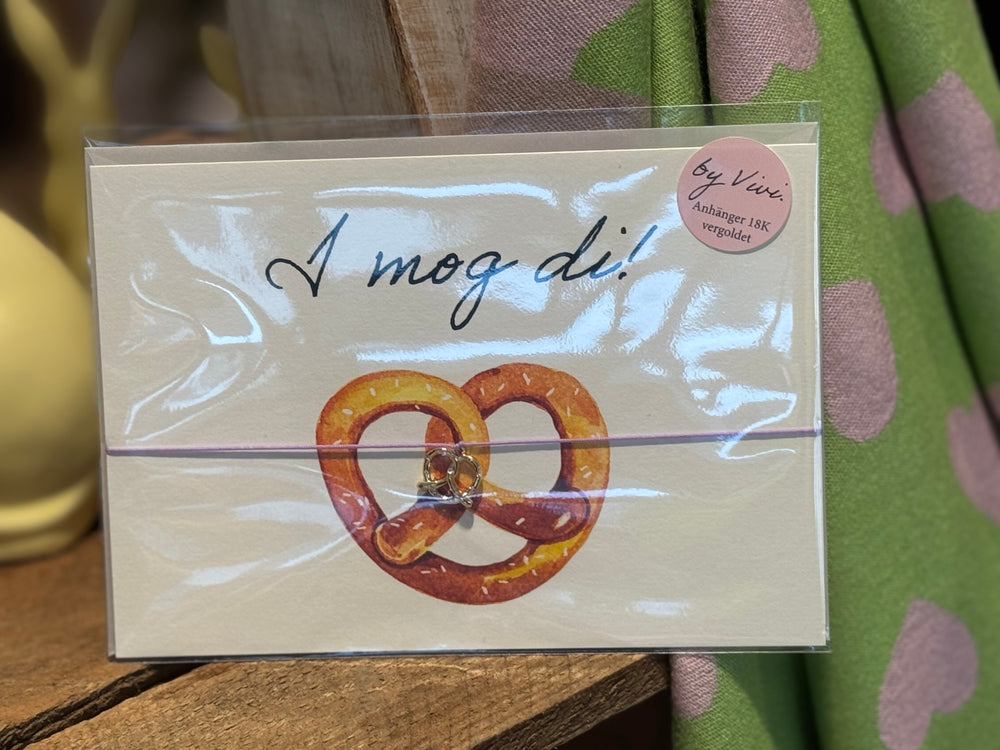 by Vivi.
Anhänger 18K
vergoldet
I mog di!